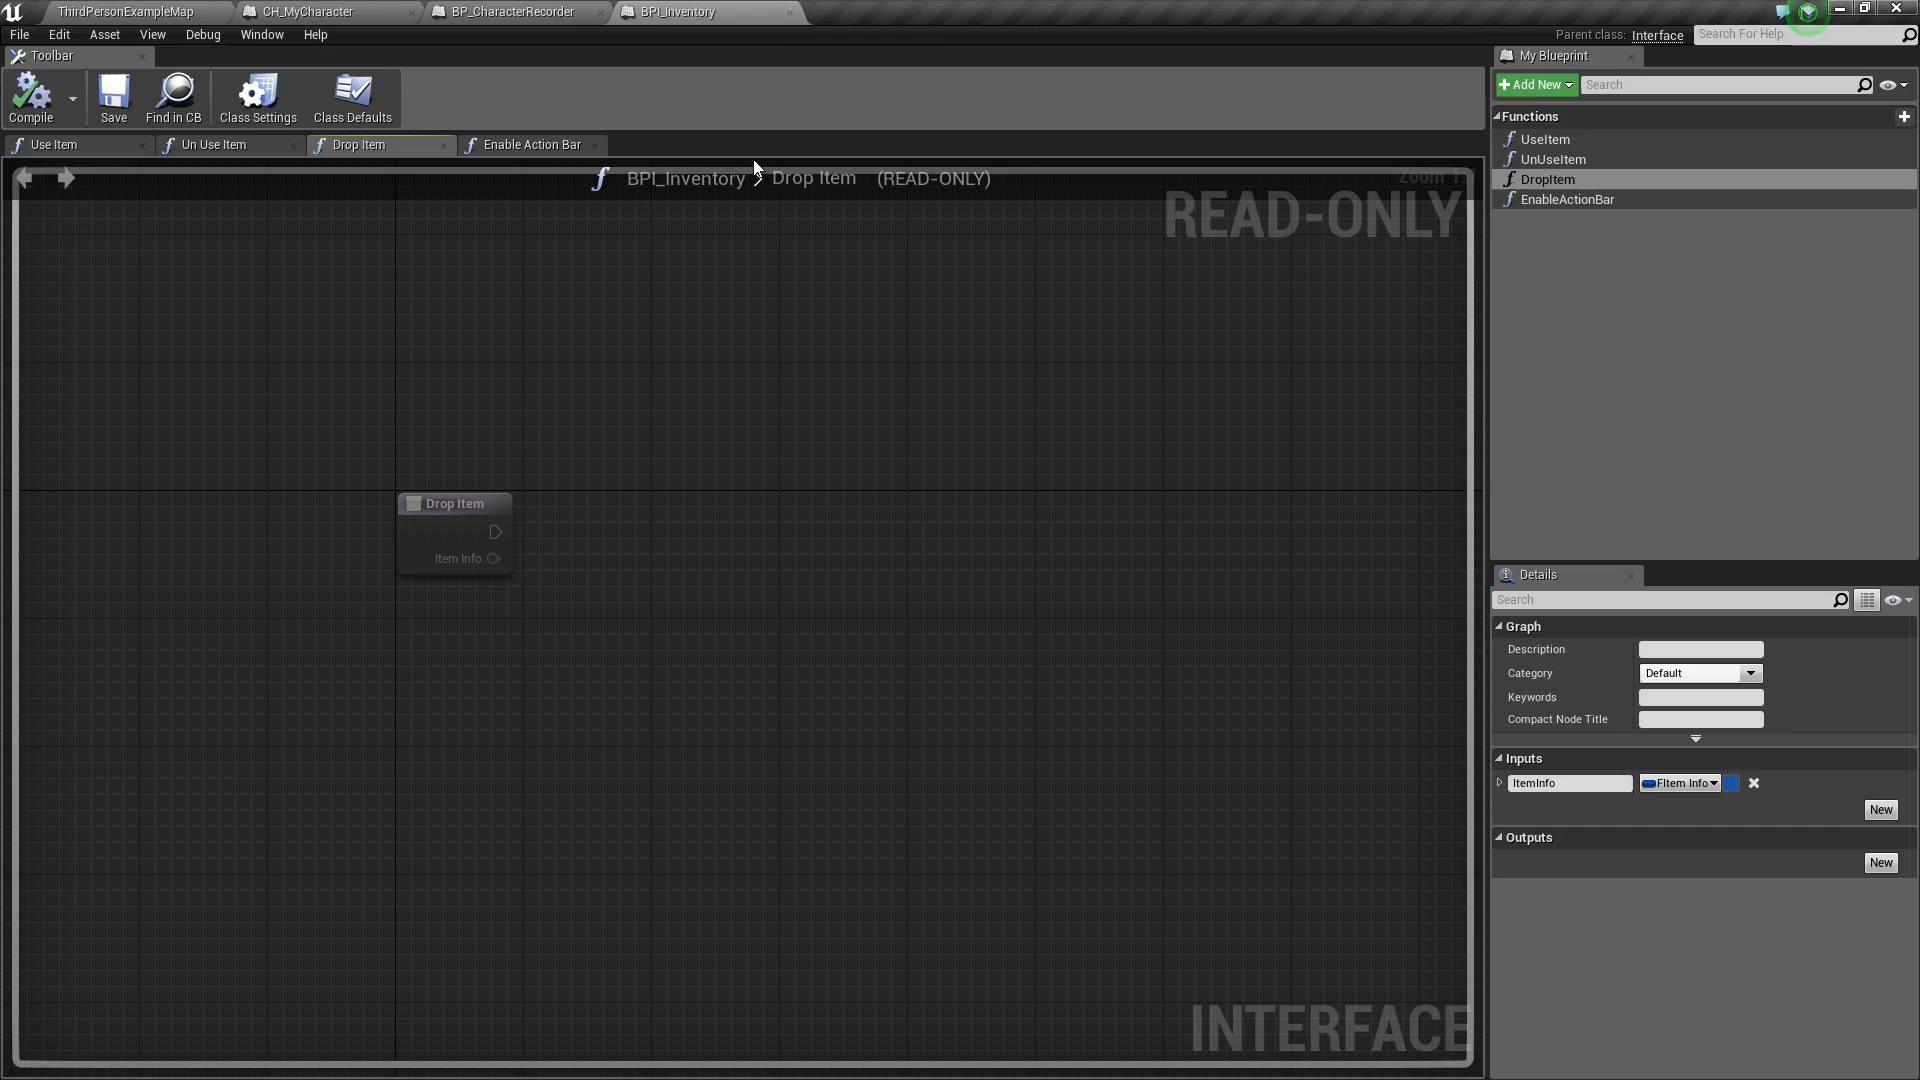 ThirdPersonExampleMap
CH_MyCharacter
BP_CharacterRecorder
BPI_Inventory
File Edit Asset View Debug Window Help
Parent class: Interface
Search For Help
Toolbar
Compile
Save
Find in CB
Class Settings
Class Defaults
Use Item
Un Use Item
Drop Item
Enable Action Bar
BPI_Inventory > Drop Item (READ-ONLY)
READ-ONLY
Drop Item
Item Info
INTERFACE
My Blueprint
+ Add New
Search
Functions
UseItem
UnUseItem
DropItem
EnableActionBar
Details
Search
Graph
Description
Category Default
Keywords
Compact Node Title
Inputs
ItemInfo FItem Info
New
Outputs
New